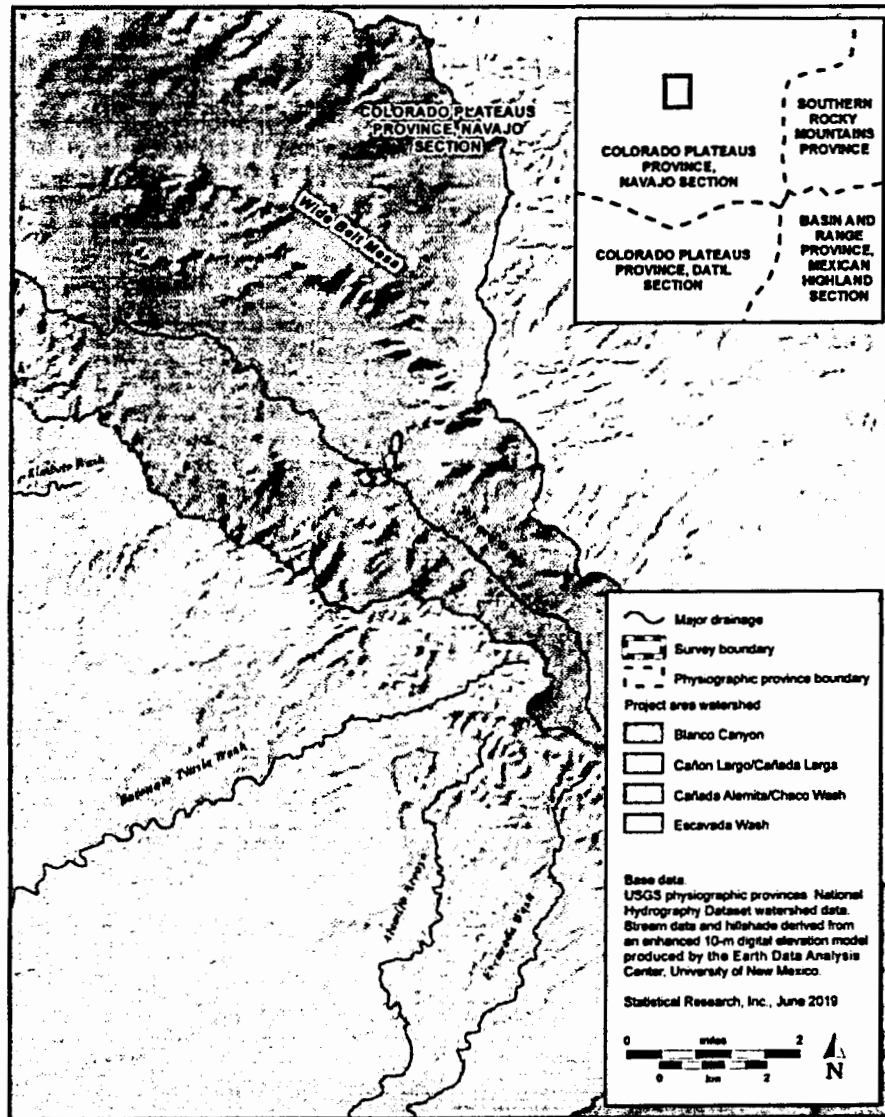 COLORADO PLATEAUS
PROVINCE, NAVAJO
SECTION
Wide Belt Mesa
SOUTHERN
ROCKY
MOUNTAINS
PROVINCE
COLORADO PLATEAUS
PROVINCE,
NAVAJO SECTION
BASIN AND
RANGE
PROVINCE,
MEXICAN
HIGHLAND
SECTION
COLORADO PLATEAUS
PROVINCE, DATIL
SECTION
Wash
Wash
Escavada Wash
Major drainage
Survey boundary
Physiographic province boundary
Project area watershed
Blanco Canyon
Cañon Largo/Cañada Larga
Cañada Alemita/Chaco Wash
Escavada Wash
Base data:
USGS physiographic provinces. National
Hydrography Dataset watershed data.
Stream data and hillshade derived from
an enhanced 10-m digital elevation model
produced by the Earth Data Analysis
Center, University of New Mexico.
Statistical Research, Inc., June 2019
0 miles 2
0 km 2
N